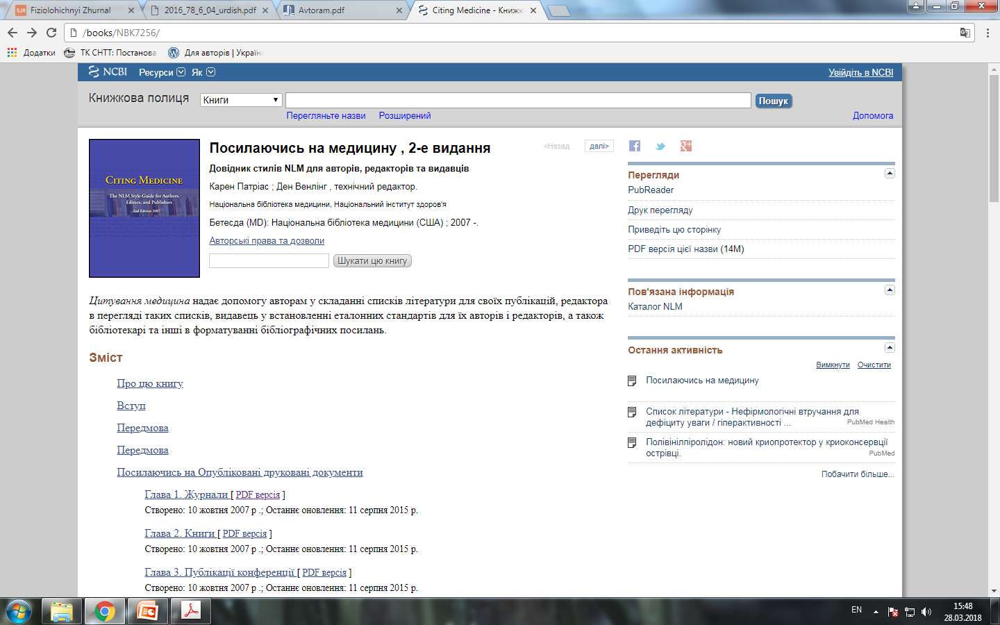 Fiziolohichnyi Zhurnal
2016_78_6_04_urdish.pdf
Avtoram.pdf
Citing Medicine - Книжк
/books/NBK7256/
Додатки
ТК СНТТ: Постанова
Для авторів | Україн
NCBI
Ресурси
Як
Увійдіть в NCBI
Книжкова полиця
Книги
Пошук
Перегляньте назви
Розширений
Допомога
CITING MEDICINE
The NLM Style Guide for Authors,
Editors, and Publishers
2nd Edition 2007
Посилаючись на медицину , 2-е видання
<Назад
далі>
Довідник стилів NLM для авторів, редакторів та видавців
Карен Патріас ; Ден Венлінг , технічний редактор.
Національна бібліотека медицини, Національний інститут здоров'я
Бетесда (MD): Національна бібліотека медицини (США) ; 2007 -.
Авторські права та дозволи
Шукати цю книгу
Цитування медицина надає допомогу авторам у складанні списків літератури для своїх публікацій, редактора
в перегляді таких списків, видавець у встановленні еталонних стандартів для їх авторів і редакторів, а також
бібліотекарі та інші в форматуванні бібліографічних посилань.
Зміст
Про цю книгу
Вступ
Передмова
Передмова
Посилаючись на Опубліковані друковані документи
Глава 1. Журнали [ PDF версія ]
Створено: 10 жовтня 2007 р .; Останнє оновлення: 11 серпня 2015 р.
Глава 2. Книги [ PDF версія ]
Створено: 10 жовтня 2007 р .; Останнє оновлення: 11 серпня 2015 р.
Глава 3. Публікації конференції [ PDF версія ]
Створено: 10 жовтня 2007 р .; Останнє оновлення: 11 серпня 2015 р.
Перегляди
PubReader
Друк перегляду
Приведіть цю сторінку
PDF версія цієї назви (14M)
Пов'язана інформація
Каталог NLM
Остання активність
Вимкнути
Очистити
Посилаючись на медицину
Список літератури - Нефірмологічні втручання для
дефіциту уваги / гіперактивності ...
PubMed Health
Полівінілпіролідон: новий криопротектор у криоконсервції
острівці.
PubMed
Побачити більше...
EN
15:48
28.03.2018